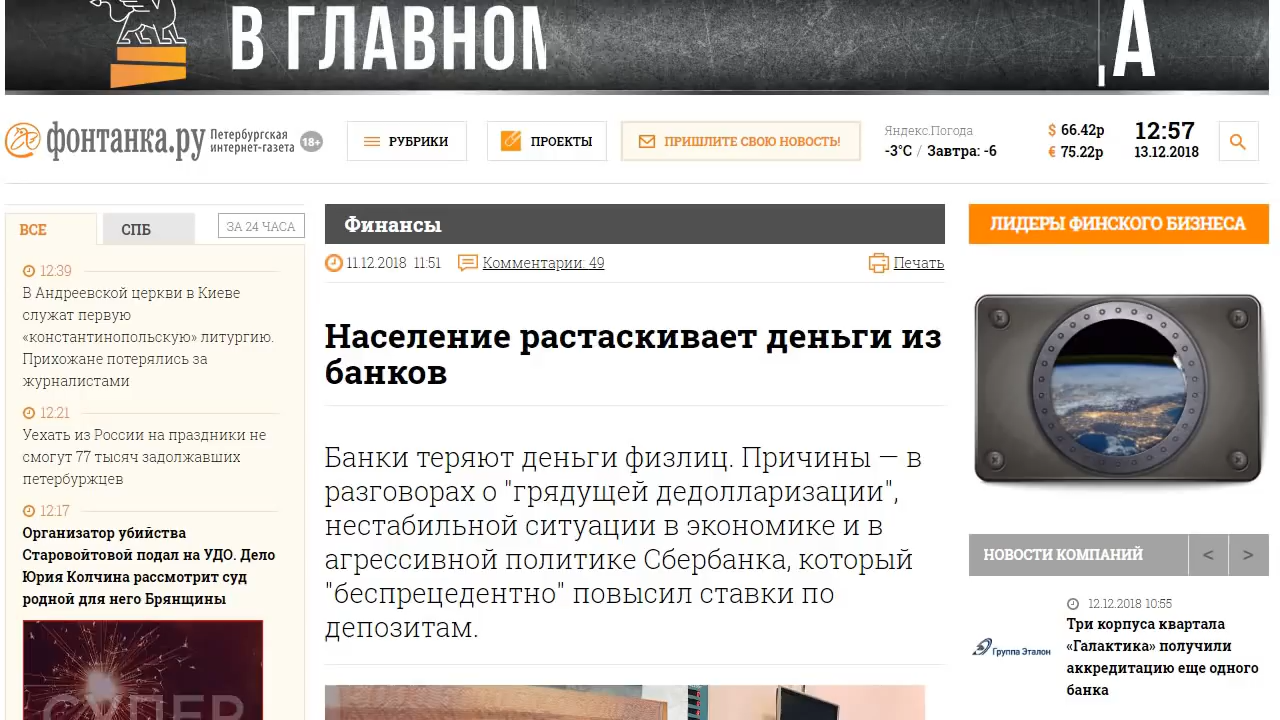 В ГЛАВНОМ
,А
фонтанка.ру
Петербургская
интернет-газета
18+
РУБРИКИ
ПРОЕКТЫ
ПРИШЛИТЕ СВОЮ НОВОСТЬ!
Яндекс.Погода
-3°C / Завтра: -6
$ 66.42р
€ 75.22р
12:57
13.12.2018
ВСЕ
СПБ
ЗА 24 ЧАСА
12:39
В Андреевской церкви в Киеве
служат первую
«константинопольскую» литургию.
Прихожане потерялись за
журналистами
12:21
Уехать из России на праздники не
смогут 77 тысяч задолжавших
петербуржцев
12:17
Организатор убийства
Старовойтовой подал на УДО. Дело
Юрия Колчина рассмотрит суд
родной для него Брянщины
СУПЕР
Финансы
11.12.2018 11:51
Комментарии: 49
Печать
Население растаскивает деньги из
банков
Банки теряют деньги физлиц. Причины — в
разговорах о "грядущей дедолларизации",
нестабильной ситуации в экономике и в
агрессивной политике Сбербанка, который
"беспрецедентно" повысил ставки по
депозитам.
ЛИДЕРЫ ФИНСКОГО БИЗНЕСА
НОВОСТИ КОМПАНИЙ
< >
12.12.2018 10:55
Группа Эталон
Три корпуса квартала
«Галактика» получили
аккредитацию еще одного
банка